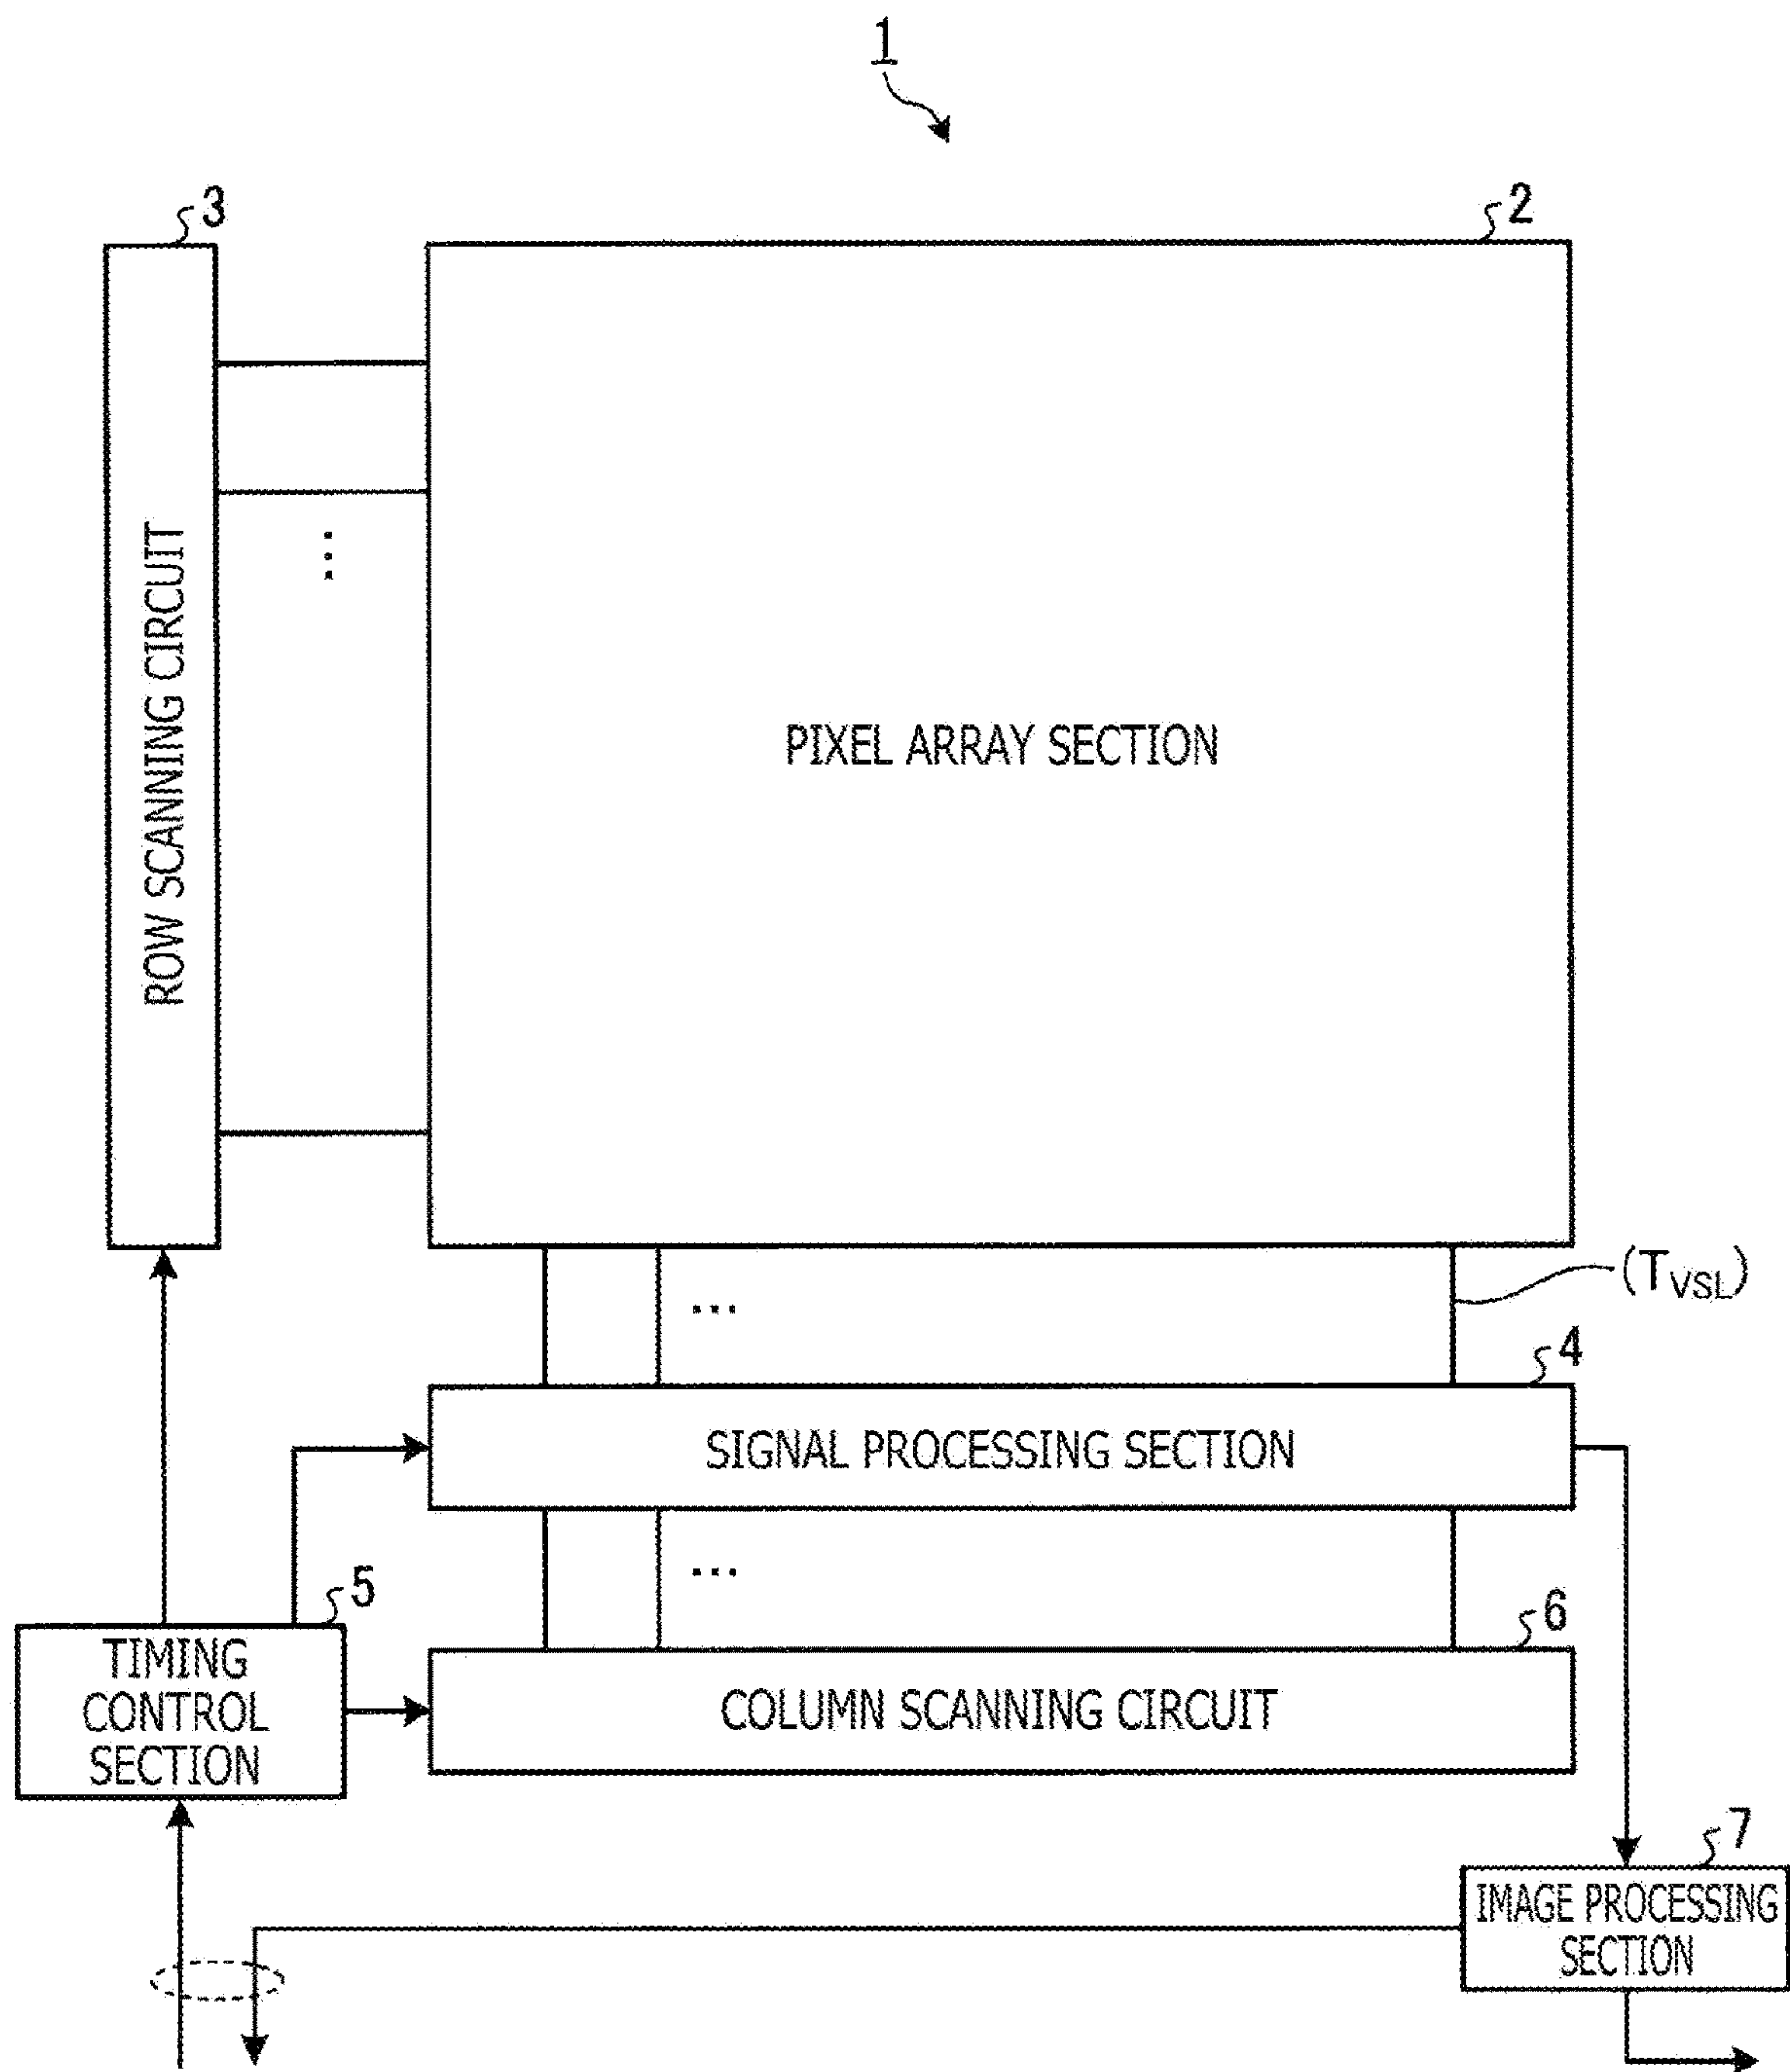 1
3
2
ROW SCANNING CIRCUIT
PIXEL ARRAY SECTION
(TVSL)
4
SIGNAL PROCESSING SECTION
5
TIMING
CONTROL
SECTION
6
COLUMN SCANNING CIRCUIT
7
IMAGE PROCESSING
SECTION